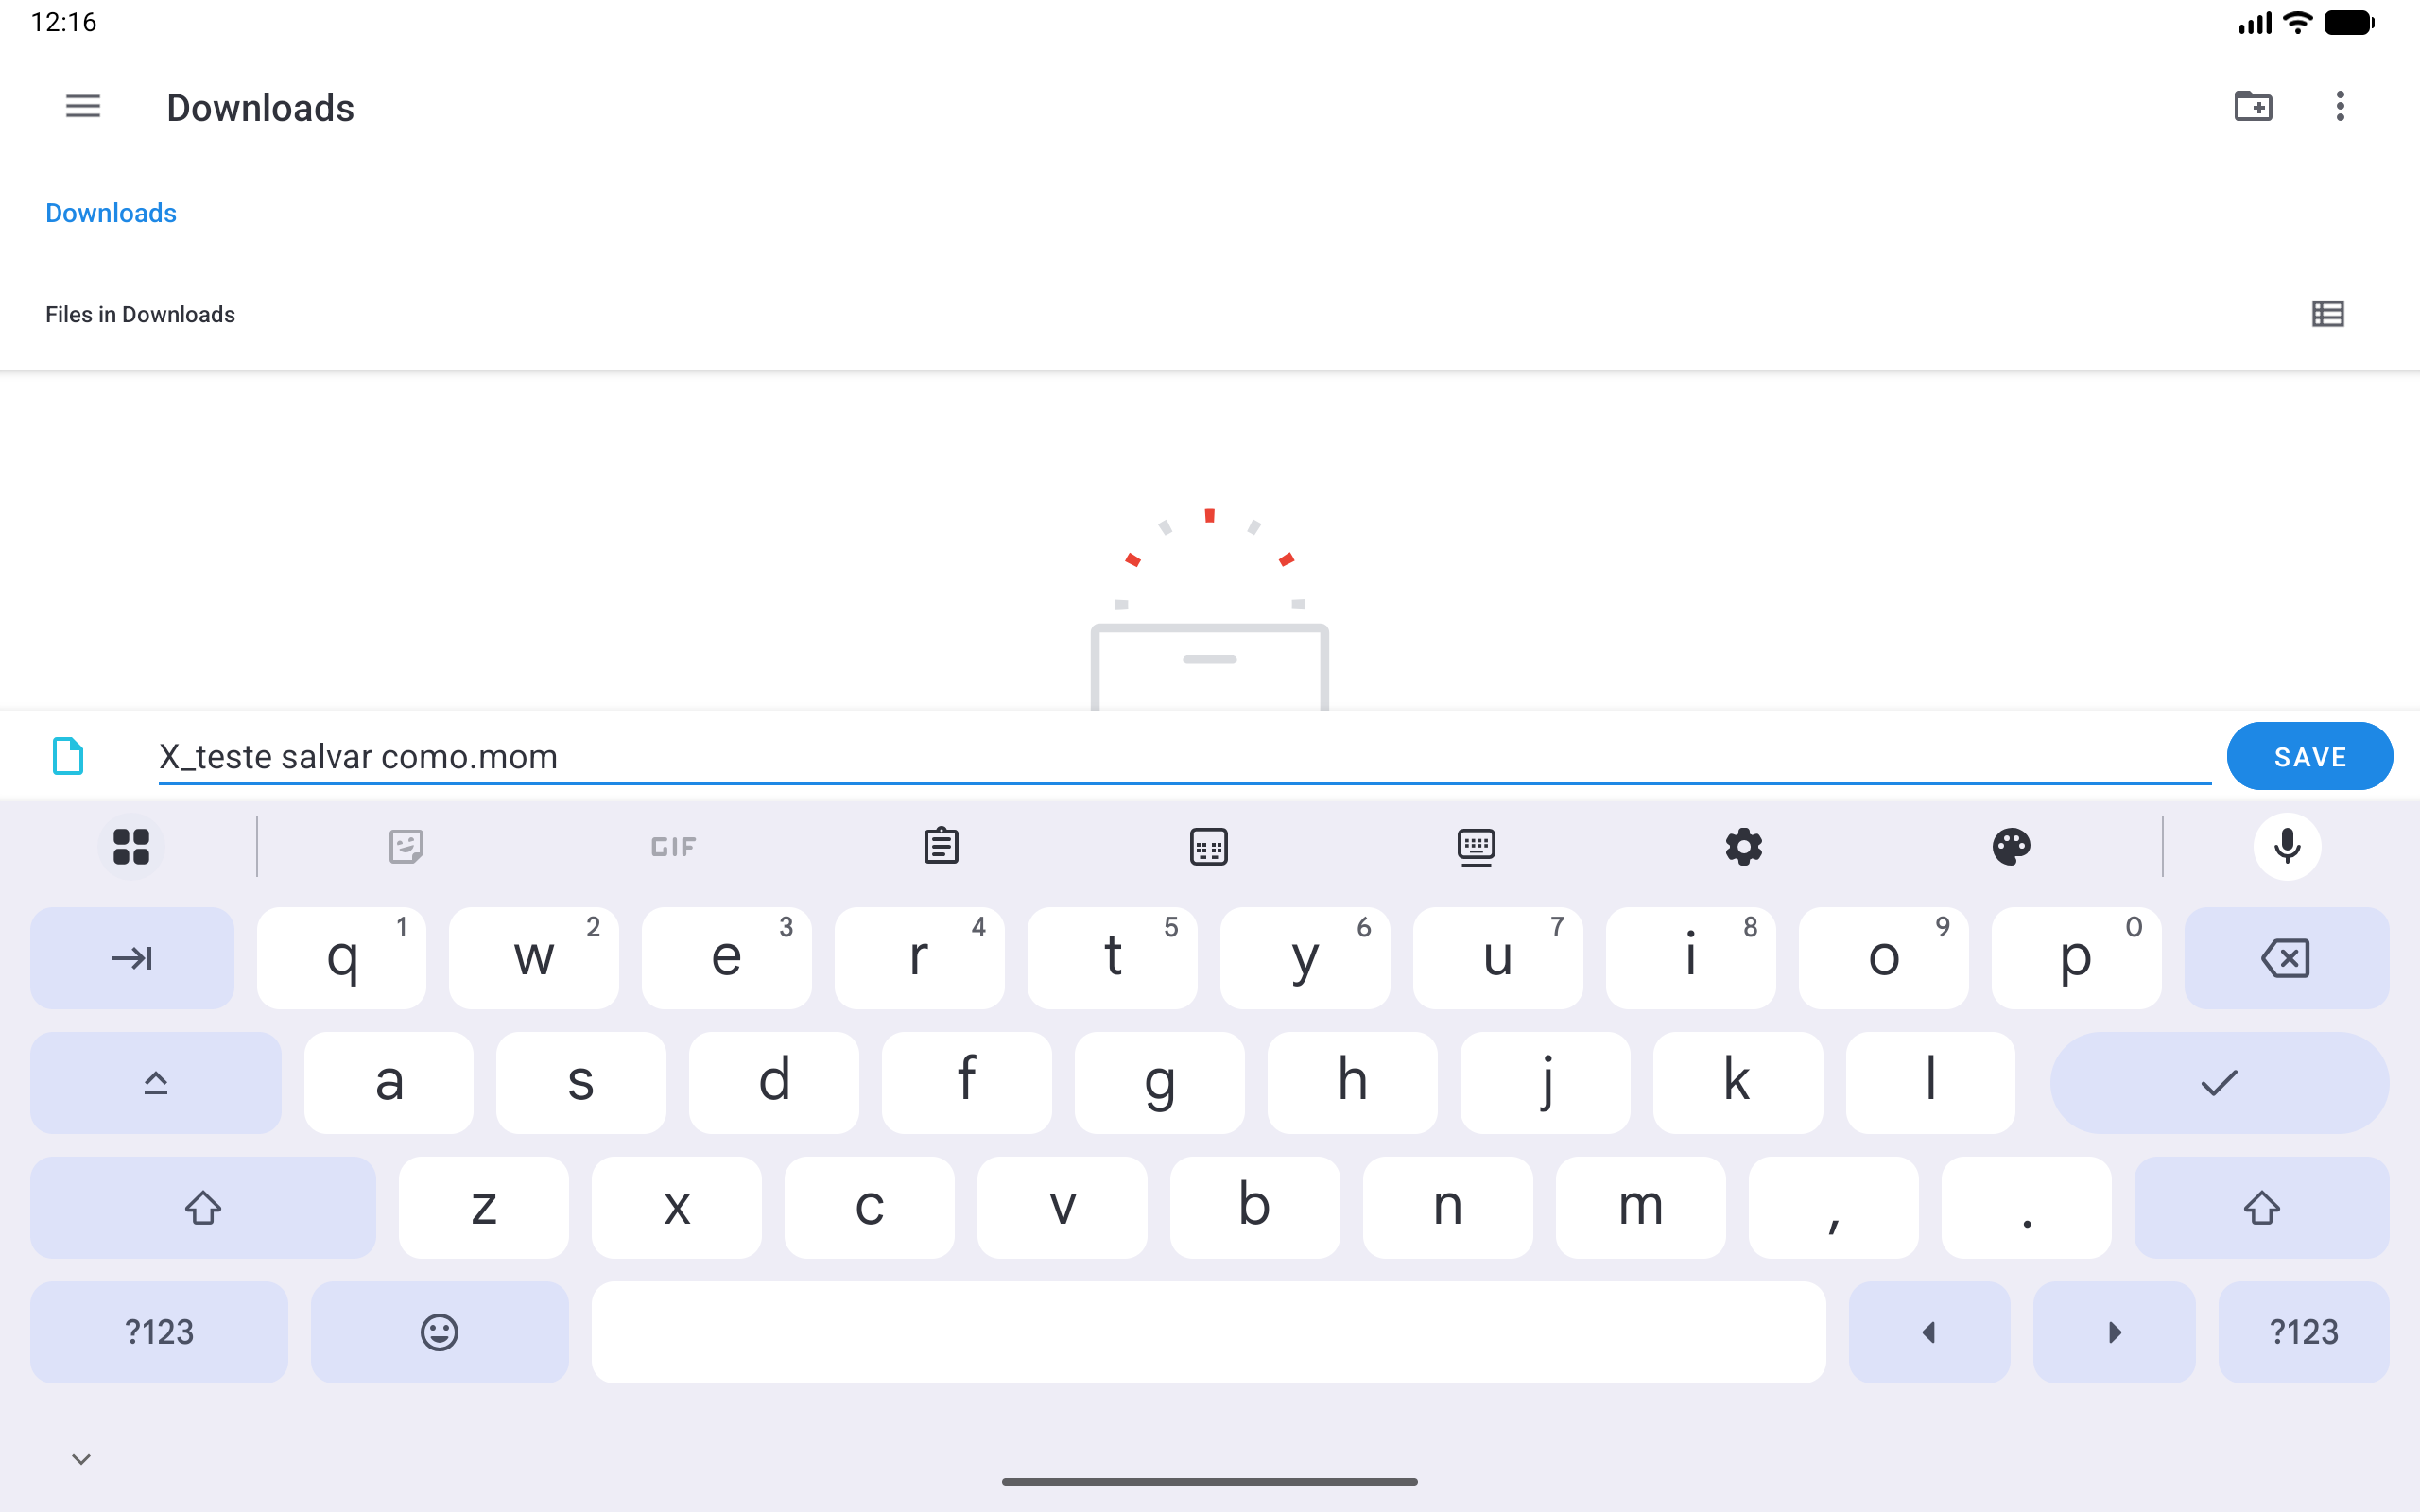 12:16
Downloads
Downloads
Files in Downloads
X_teste salvar como.mom
SAVE
GIF
q 1 w 2 e 3 r 4 t 5 y 6 u 7 i 8 o 9 p 0
a s d f g h j k l
z x c v b n m , .
?123 ?123